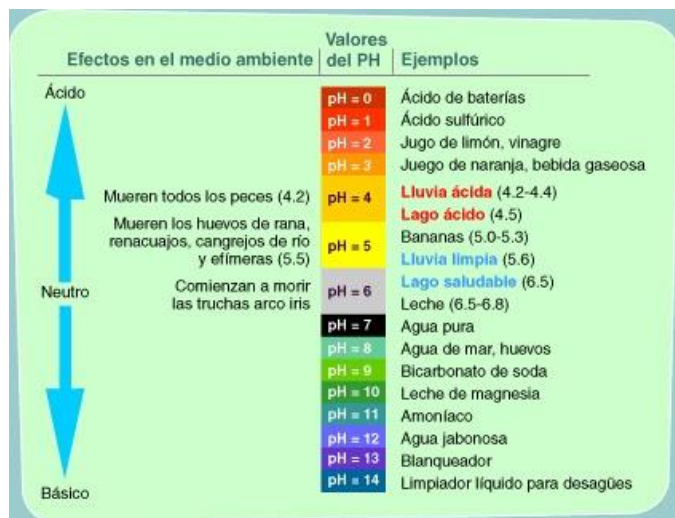 Efectos en el medio ambiente
Valores
del PH
Ejemplos
Ácido
pH = 0
Ácido de baterías
pH = 1
Ácido sulfúrico
pH = 2
Jugo de limón, vinagre
pH = 3
Juego de naranja, bebida gaseosa
Mueren todos los peces (4.2)
pH = 4
Lluvia ácida (4.2-4.4)
Lago ácido (4.5)
Mueren los huevos de rana,
renacuajos, cangrejos de río
y efímeras (5.5)
pH = 5
Bananas (5.0-5.3)
Lluvia limpia (5.6)
Neutro
Comienzan a morir
las truchas arco iris
pH = 6
Lago saludable (6.5)
Leche (6.5-6.8)
pH = 7
Agua pura
pH = 8
Agua de mar, huevos
pH = 9
Bicarbonato de soda
pH = 10
Leche de magnesia
pH = 11
Amoníaco
pH = 12
Agua jabonosa
pH = 13
Blanqueador
Básico
pH = 14
Limpiador líquido para desagües